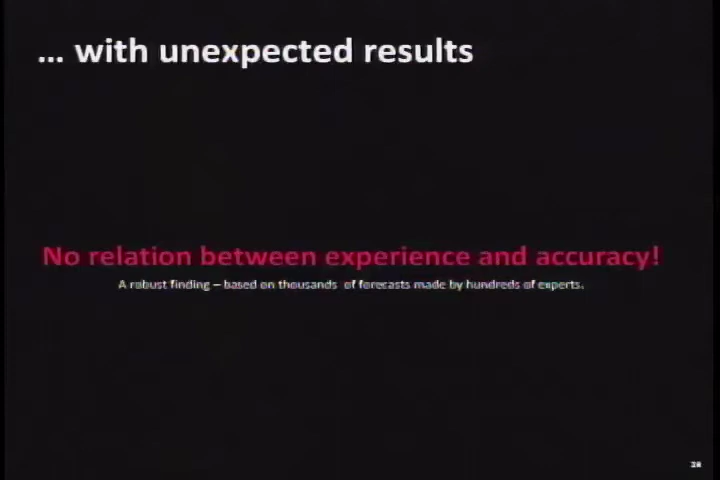 ... with unexpected results
No relation between experience and accuracy!
A robust finding – based on thousands of forecasts made by hundreds of experts.